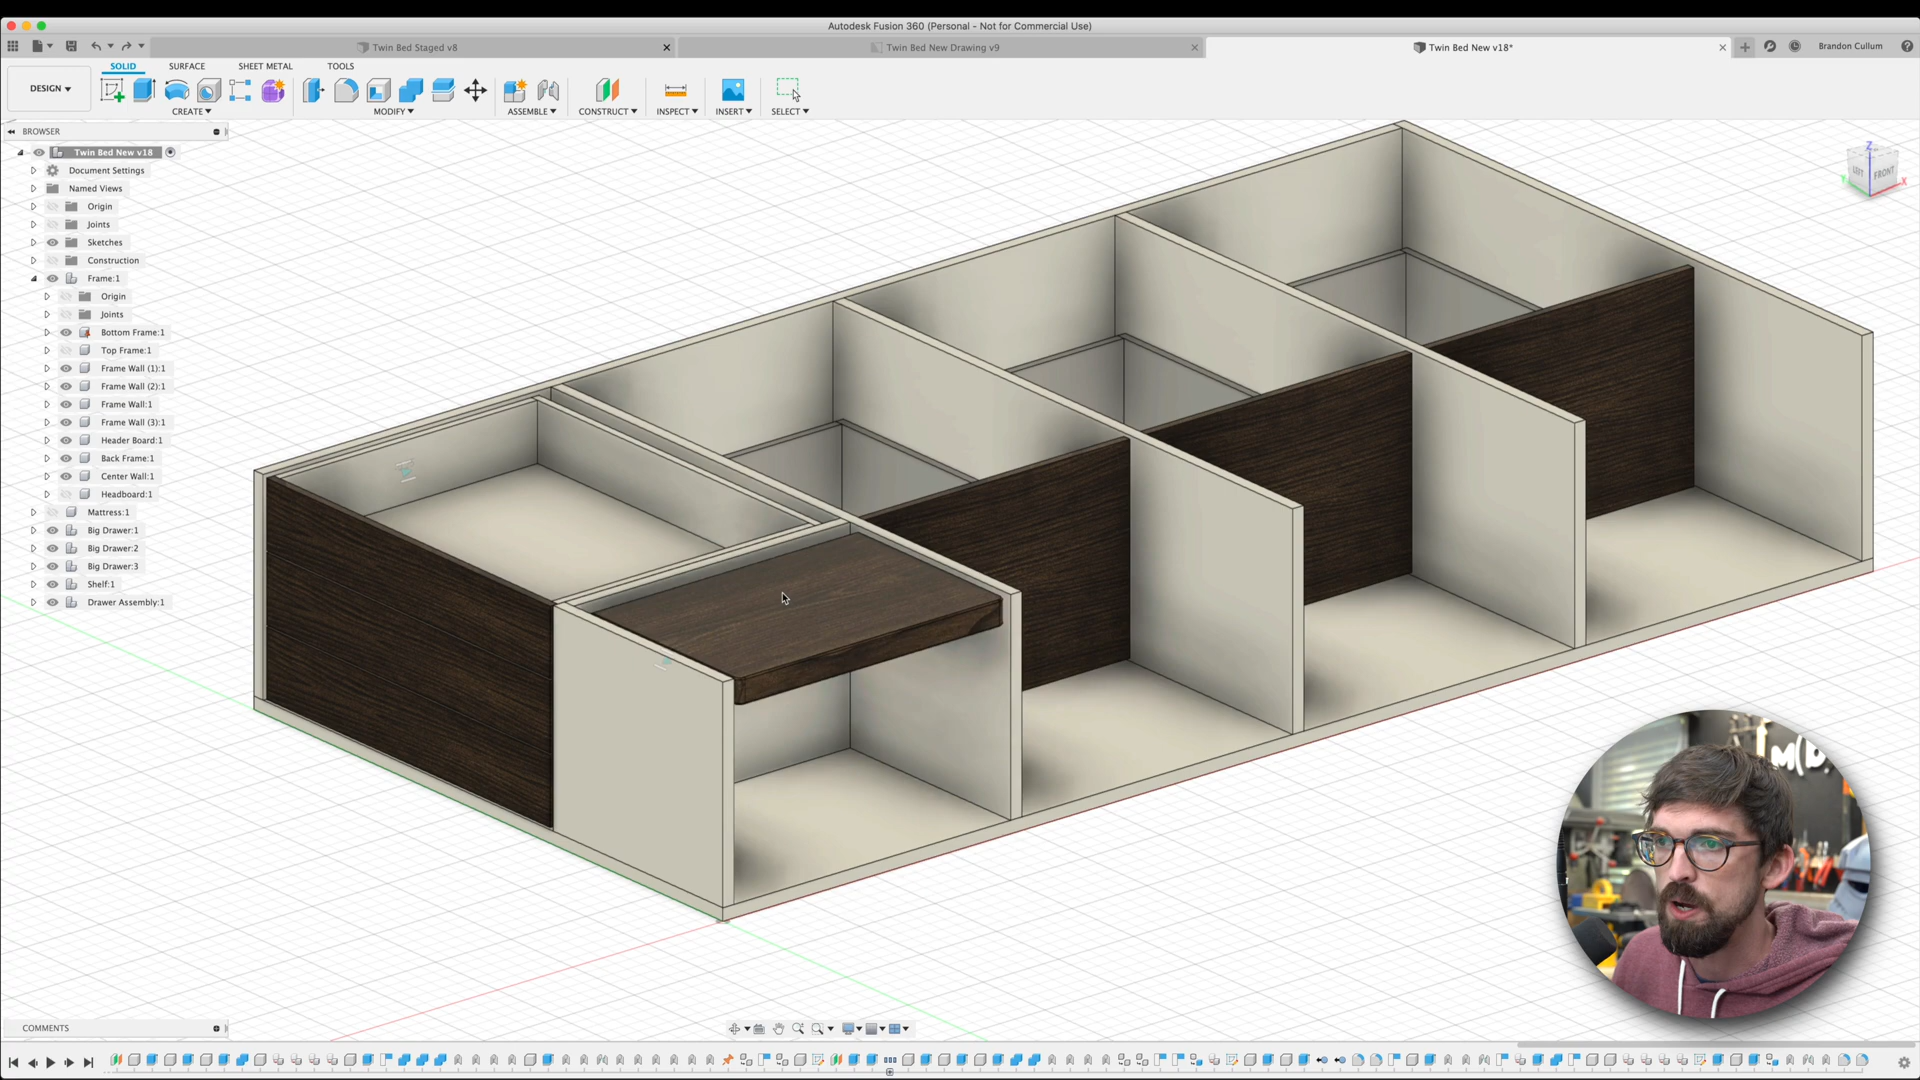 Autodesk Fusion 360 (Personal - Not for Commercial Use)
Twin Bed Staged v8
Twin Bed New Drawing v9
Twin Bed New v18*
Brandon Cullum
SOLID
SURFACE
SHEET METAL
TOOLS
DESIGN
CREATE
MODIFY
ASSEMBLE
CONSTRUCT
INSPECT
INSERT
SELECT
BROWSER
Twin Bed New v18
Document Settings
Named Views
Origin
Joints
Sketches
Construction
Frame:1
Origin
Joints
Bottom Frame:1
Top Frame:1
Frame Wall (1):1
Frame Wall (2):1
Frame Wall:1
Frame Wall (3):1
Header Board:1
Back Frame:1
Center Wall:1
Headboard:1
Mattress:1
Big Drawer:1
Big Drawer:2
Big Drawer:3
Shelf:1
Drawer Assembly:1
Z
LEFT
FRONT
X
COMMENTS